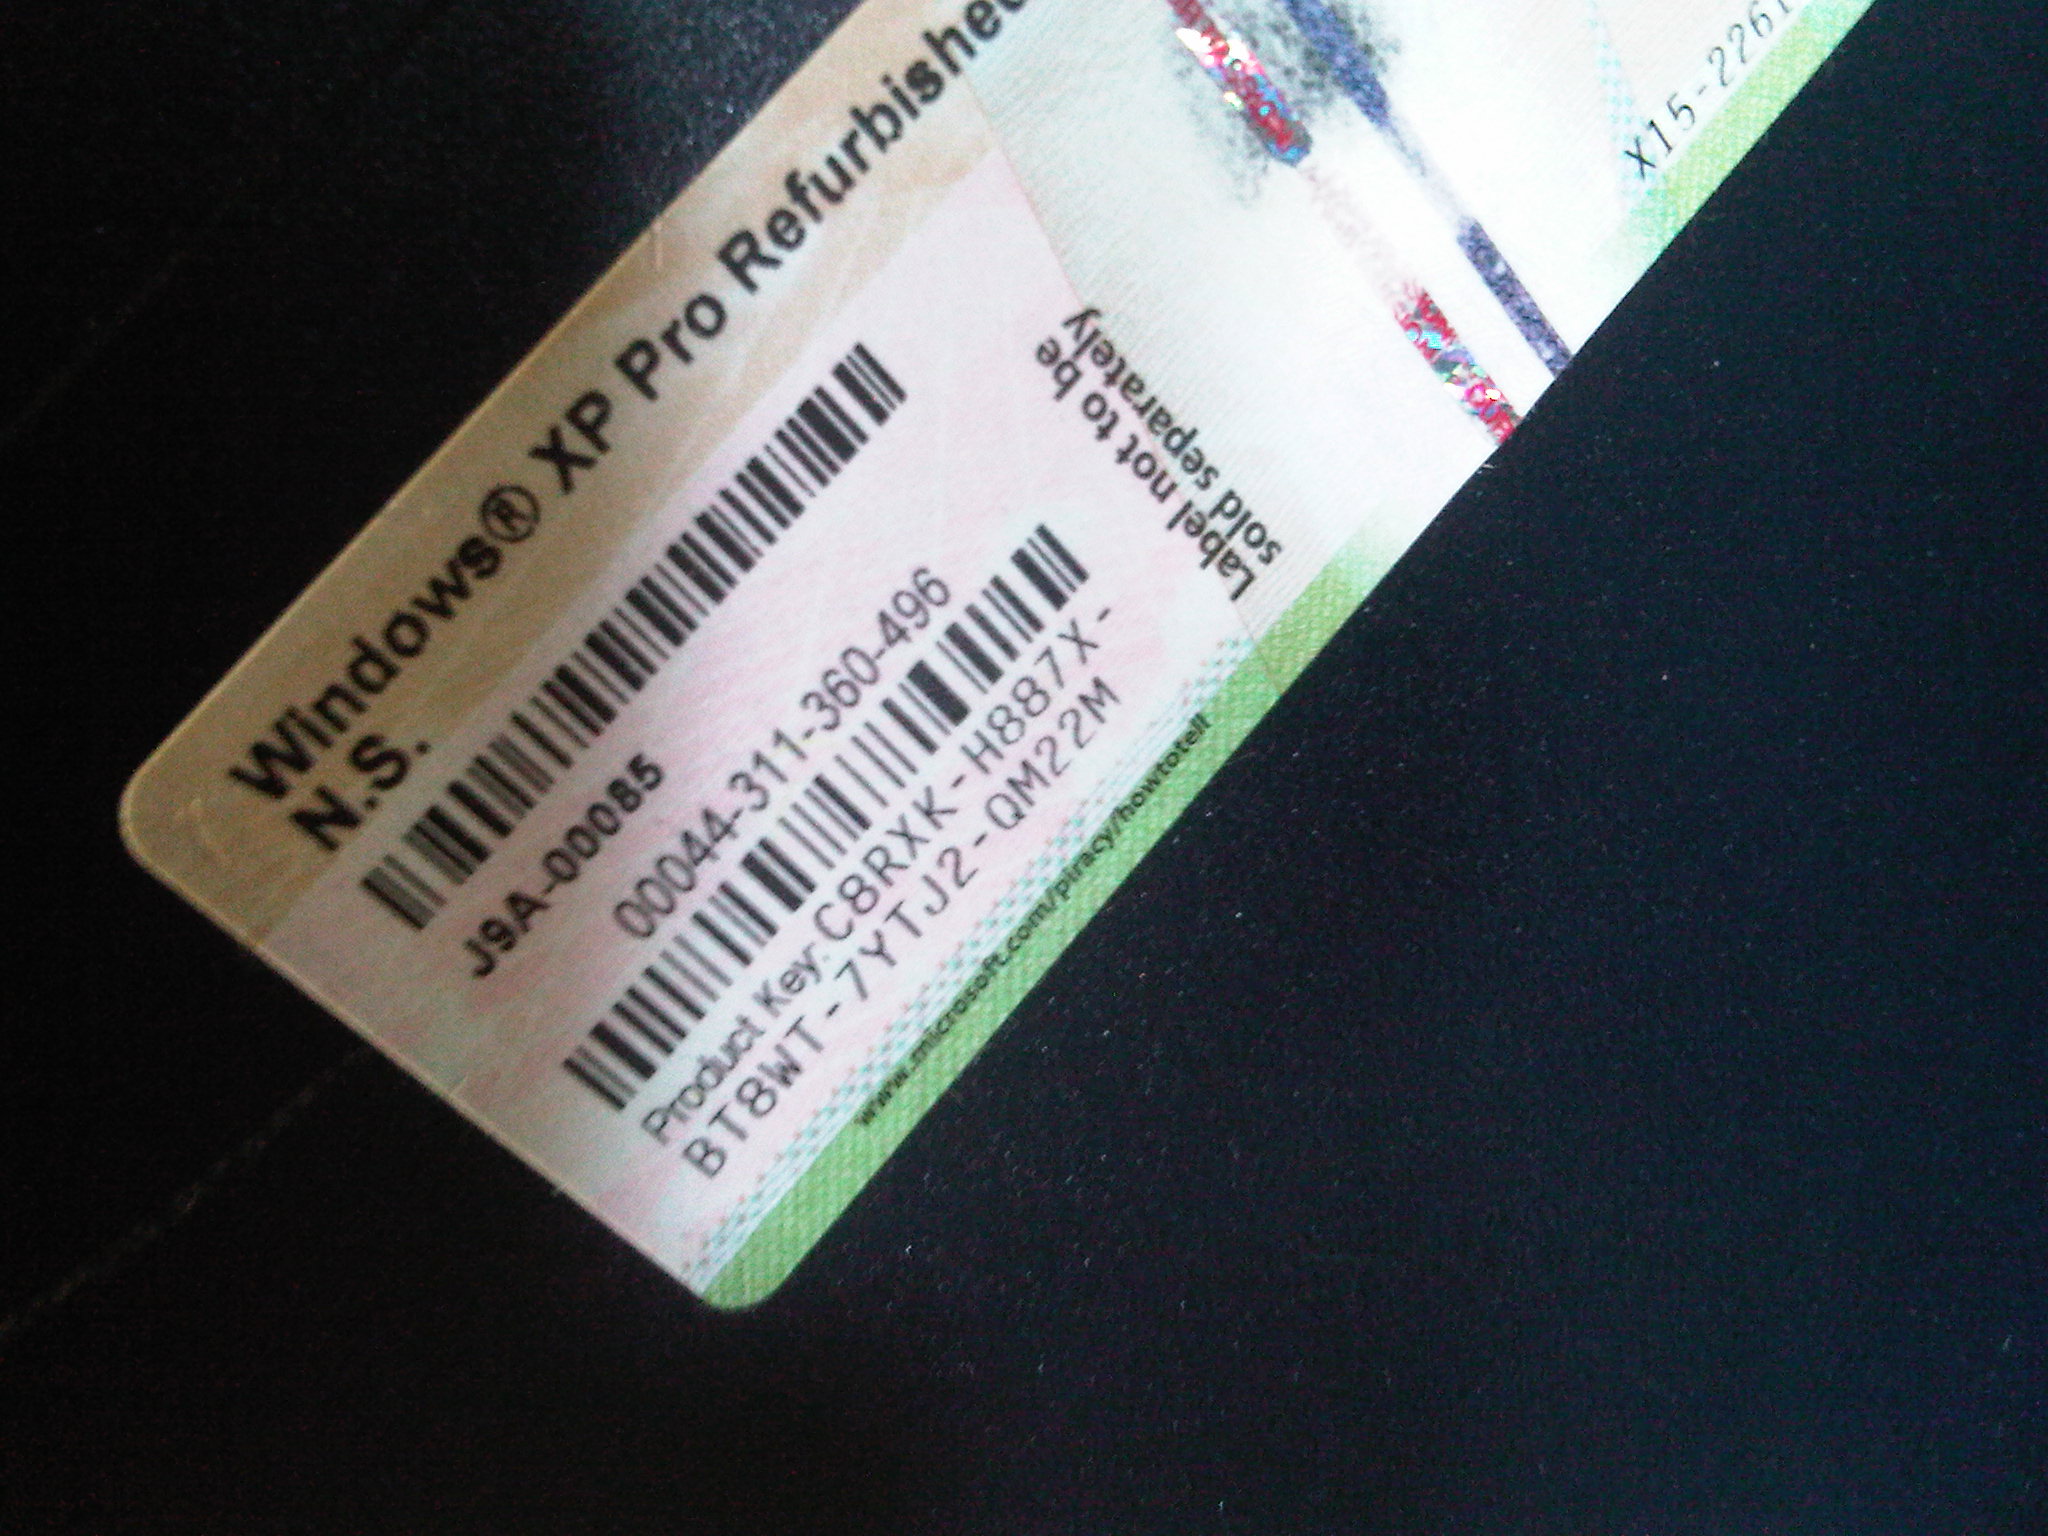 Windows® XP Pro Refurbished
N.S.
J9A-00085
00044-311-360-496
Product Key: C8RXK-H887X-
BT8WT-7YTJ2-QM22M
www.microsoft.com/piracy/howtotell
Label not to be
sold separately
X15-2261